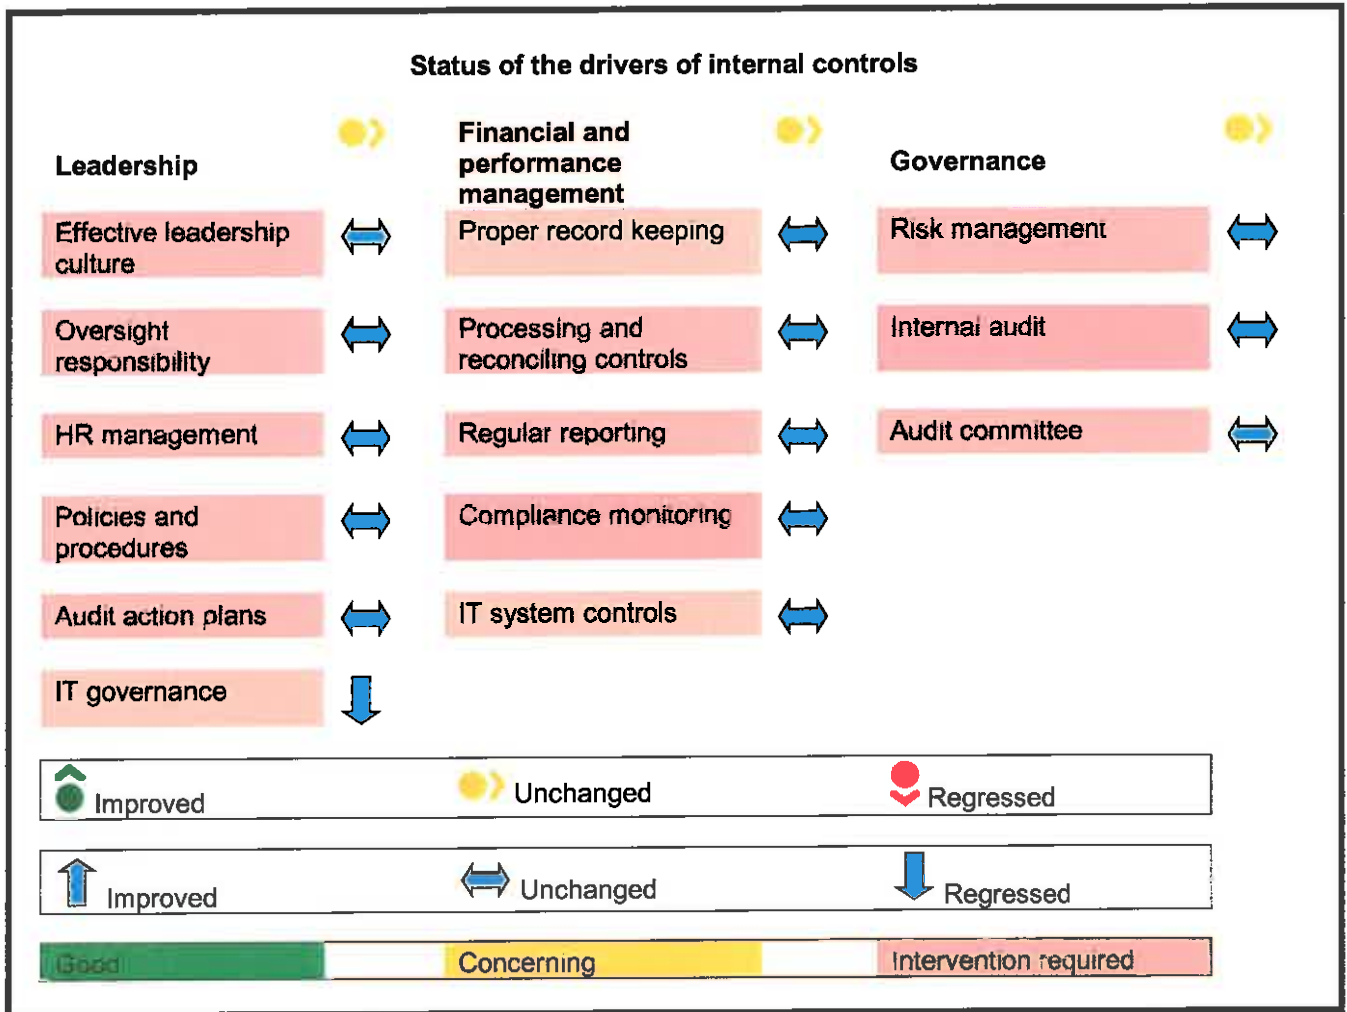 Status of the drivers of internal controls
Leadership
Financial and
performance
management
Governance
Effective leadership
culture
Proper record keeping
Risk management
Oversight
responsibility
Processing and
reconciling controls
Internal audit
HR management
Regular reporting
Audit committee
Policies and
procedures
Compliance monitoring
Audit action plans
IT system controls
IT governance
Improved
Unchanged
Regressed
Improved
Unchanged
Regressed
Good
Concerning
Intervention required